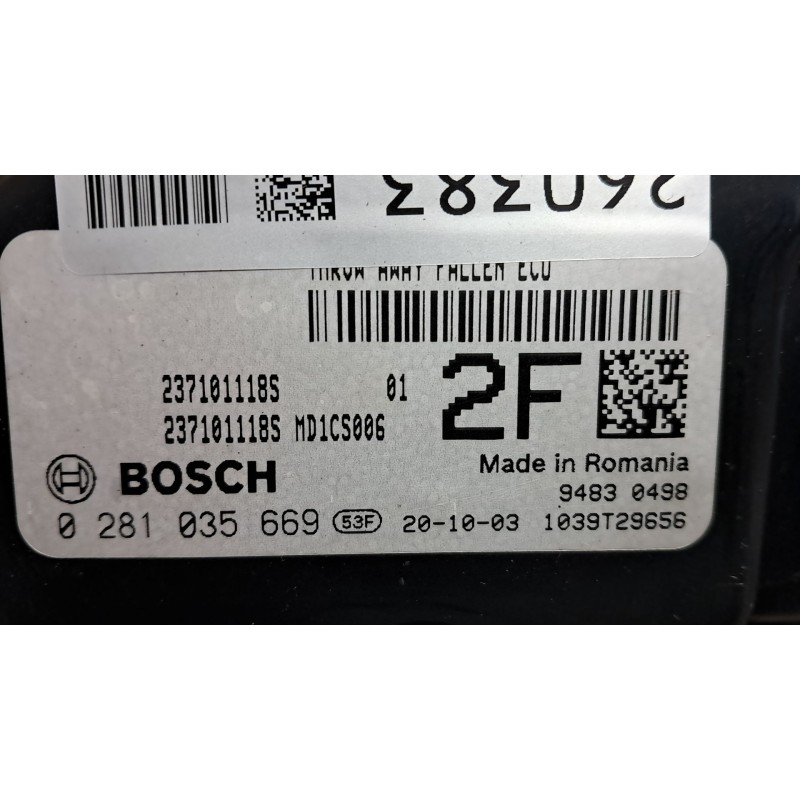 260383
THROW AWAY FALLEN ECU
237101118S 01
237101118S MD1CS006
2F
BOSCH
Made in Romania
9483 0498
0 281 035 669 53F 20-10-03 1039T29656